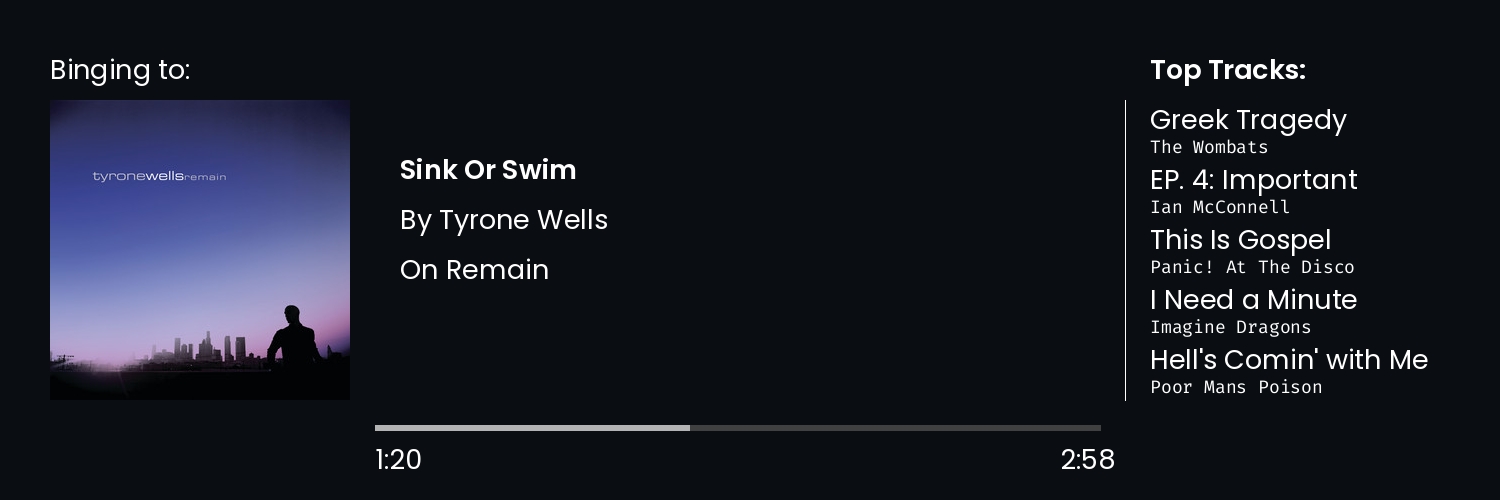 Binging to:
tyronewellsremain
Sink Or Swim
By Tyrone Wells
On Remain
1:20
2:58
Top Tracks:
Greek Tragedy
The Wombats
EP. 4: Important
Ian McConnell
This Is Gospel
Panic! At The Disco
I Need a Minute
Imagine Dragons
Hell's Comin' with Me
Poor Mans Poison